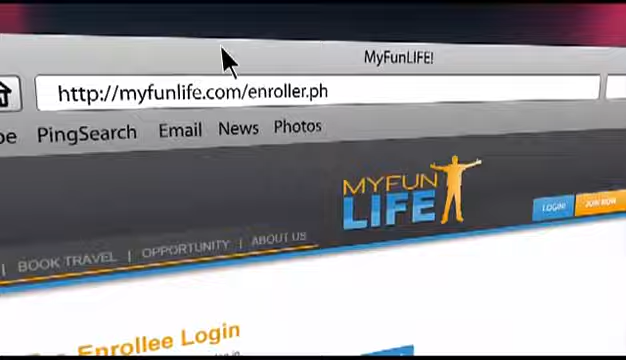 MyFunLIFE!
http://myfunlife.com/enroller.ph
PingSearch Email News Photos
MYFUN
LIFE
LOGIN JOIN NOW
| BOOK TRAVEL | OPPORTUNITY | ABOUT US
Enrollee Login